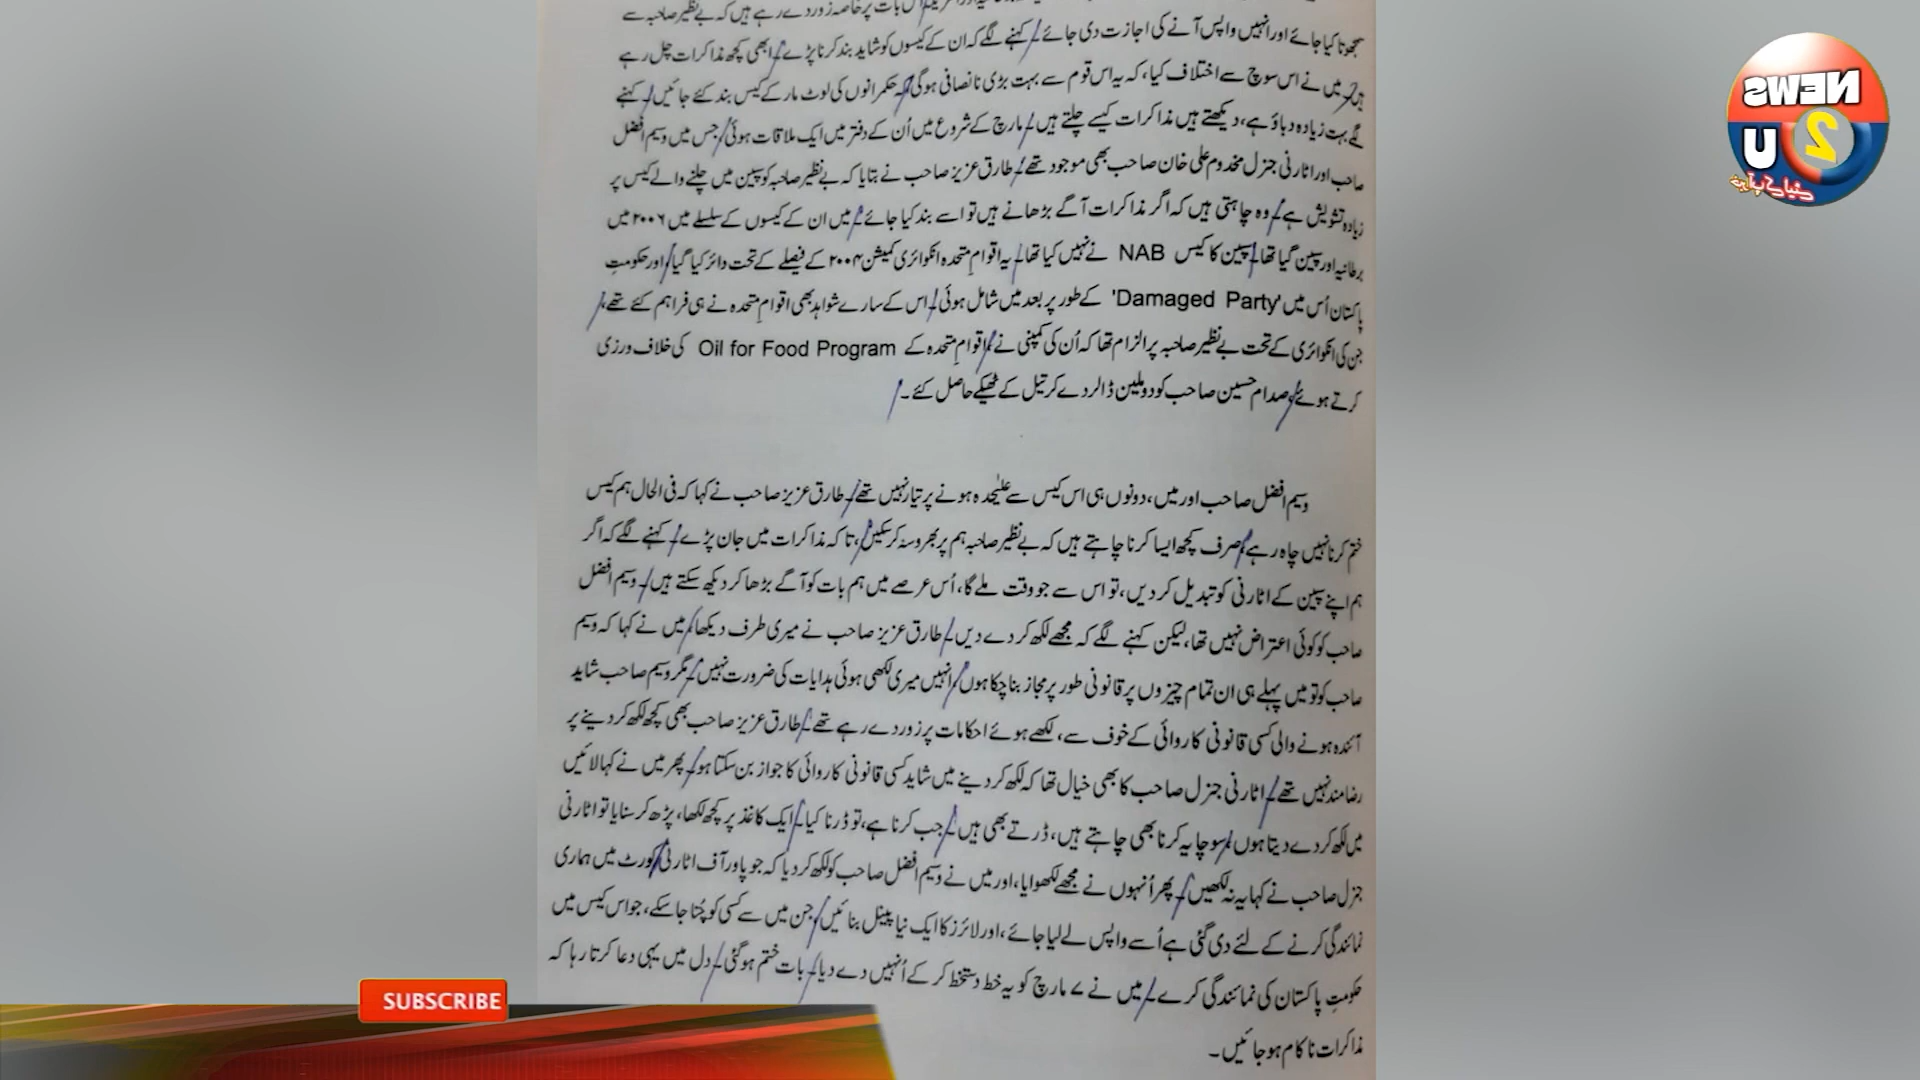 اس بات پر خاصہ زور دے رہے ہیں کہ بے نظیر صاحبہ سے
سمجھوتا کیا جائے اور انہیں واپس آنے کی اجازت دی جائے۔ کہنے لگے کہ ان کے کیسوں کو شاید بند کرنا پڑے۔ ابھی کچھ مذاکرات چل رہے
ہیں۔ میں نے اس سوچ سے اختلاف کیا، کہ یہ اس قوم سے بہت بڑی ناانصافی ہوگی کہ حکمرانوں کی لوٹ مار کے کیس بند کئے جائیں۔ کہنے
لگے بہت زیادہ دباؤ ہے، دیکھتے ہیں مذاکرات کیسے چلتے ہیں۔ مارچ کے شروع میں اُن کے دفتر میں ایک ملاقات ہوئی جس میں وسیم افضل
صاحب اور اٹارنی جنرل مخدوم علی خان صاحب بھی موجود تھے۔ طارق عزیز صاحب نے بتایا کہ بے نظیر صاحبہ کو سپین میں چلنے والے کیس پر
زیادہ تشویش ہے۔ وہ چاہتی ہیں کہ اگر مذاکرات آگے بڑھانے ہیں تو اسے بند کیا جائے۔ میں ان کے کیسوں کے سلسلے میں ۲۰۰۶ میں
برطانیہ اور سپین گیا تھا۔ سپین کا کیس NAB نے نہیں کیا تھا۔ یہ اقوامِ متحدہ انکوائری کمیشن ۲۰۰۴ کے فیصلے کے تحت دائر کیا گیا، اور حکومتِ
پاکستان اُس میں 'Damaged Party' کے طور پر بعد میں شامل ہوئی۔ اس کے سارے شواہد بھی اقوامِ متحدہ نے ہی فراہم کئے تھے،
جن کی انکوائری کے تحت بے نظیر صاحبہ پر الزام تھا کہ اُن کی کمپنی نے، اقوامِ متحدہ کے Oil for Food Program کی خلاف ورزی
کرتے ہوئے، صدام حسین صاحب کو دو ملین ڈالر دے کر تیل کے ٹھیکے حاصل کئے۔
وسیم افضل صاحب اور میں، دونوں ہی اس کیس سے علیٰحدہ ہونے پر تیار نہیں تھے۔ طارق عزیز صاحب نے کہا کہ فی الحال ہم کیس
ختم کرنا نہیں چاہ رہے، صرف کچھ ایسا کرنا چاہتے ہیں کہ بے نظیر صاحبہ ہم پر بھروسہ کر سکیں، تاکہ مذاکرات میں جان پڑے۔ کہنے لگے کہ اگر
ہم اپنے سپین کے اٹارنی کو تبدیل کر دیں، تو اس سے جو وقت ملے گا، اُس عرصے میں ہم بات کو آگے بڑھا کر دیکھ سکتے ہیں۔ وسیم افضل
صاحب کو کوئی اعتراض نہیں تھا، لیکن کہنے لگے کہ مجھے لکھ کر دے دیں۔ طارق عزیز صاحب نے میری طرف دیکھا، میں نے کہا کہ وسیم
صاحب کو تو میں پہلے ہی ان تمام چیزوں پر قانونی طور پر مجاز بنا چکا ہوں، انہیں میری لکھی ہوئی ہدایات کی ضرورت نہیں۔ مگر وسیم صاحب شاید
آئندہ ہونے والی کسی قانونی کاروائی کے خوف سے، لکھے ہوئے احکامات پر زور دے رہے تھے۔ طارق عزیز صاحب بھی کچھ لکھ کر دینے پر
رضامند نہیں تھے۔ اٹارنی جنرل صاحب کا بھی خیال تھا کہ لکھ کر دینے میں شاید کسی قانونی کاروائی کا جواز بن سکتا ہو۔ پھر میں نے کہا لائیں
میں لکھ کر دے دیتا ہوں، سوچا یہ کرنا بھی چاہتے ہیں، ڈرتے بھی ہیں۔ جب کرنا ہے، تو ڈرنا کیا۔ ایک کاغذ پر کچھ لکھا، پڑھ کر سنایا تو اٹارنی
جنرل صاحب نے کہا یہ نہ لکھیں۔ پھر اُنہوں نے مجھے لکھوایا، اور میں نے وسیم افضل صاحب کو لکھ کر دیا کہ جو پاور آف اٹارنی کورٹ میں ہماری
نمائندگی کرنے کے لئے دی گئی ہے اُسے واپس لے لیا جائے، اور لائرز کا ایک نیا پینل بنائیں، جن میں سے کسی کو چُنا جا سکے، جو اس کیس میں
حکومتِ پاکستان کی نمائندگی کرے۔ میں نے ۷ مارچ کو یہ خط دستخط کر کے اُنہیں دے دیا۔ بات ختم ہوگئی۔ دل میں یہی دعا کرتا رہا کہ
مذاکرات ناکام ہو جائیں۔
NEWS
2
U
SUBSCRIBE